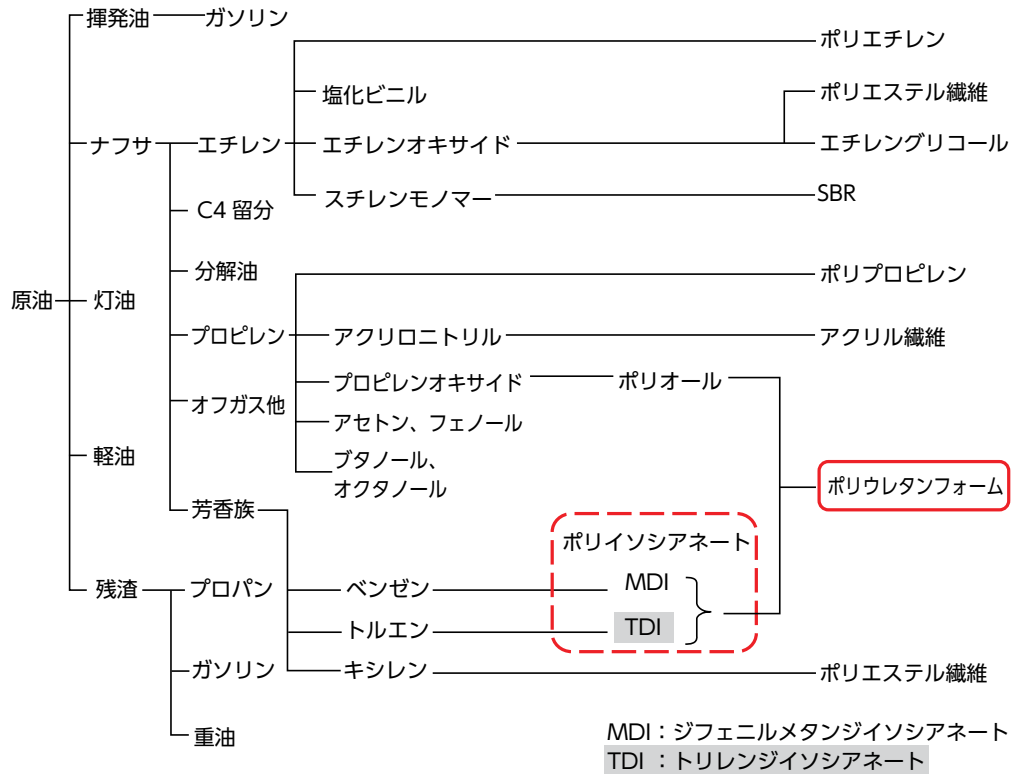 揮発油
ガソリン
ポリエチレン
塩化ビニル
ポリエステル繊維
ナフサ
エチレン
エチレンオキサイド
エチレングリコール
スチレンモノマー
SBR
C4 留分
分解油
ポリプロピレン
原油
灯油
プロピレン
アクリロニトリル
アクリル繊維
プロピレンオキサイド
ポリオール
オフガス他
アセトン、フェノール
軽油
ブタノール、
オクタノール
ポリウレタンフォーム
芳香族
ポリイソシアネート
残渣
プロパン
ベンゼン
MDI
トルエン
TDI
ガソリン
キシレン
ポリエステル繊維
重油
MDI：ジフェニルメタンジイソシアネート
TDI ：トリレンジイソシアネート